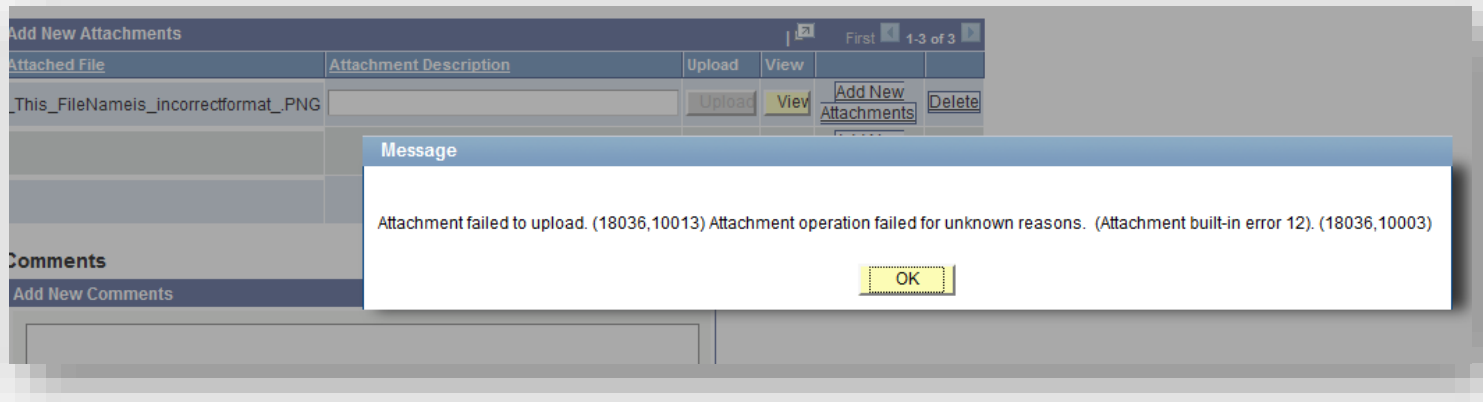 Add New Attachments | First 1-3 of 3
Attached File Attachment Description Upload View
_This_FileNameis_incorrectformat_.PNG Upload View Add New Attachments Delete
Message
Attachment failed to upload. (18036,10013) Attachment operation failed for unknown reasons.  (Attachment built-in error 12). (18036,10003)
OK
Comments
Add New Comments